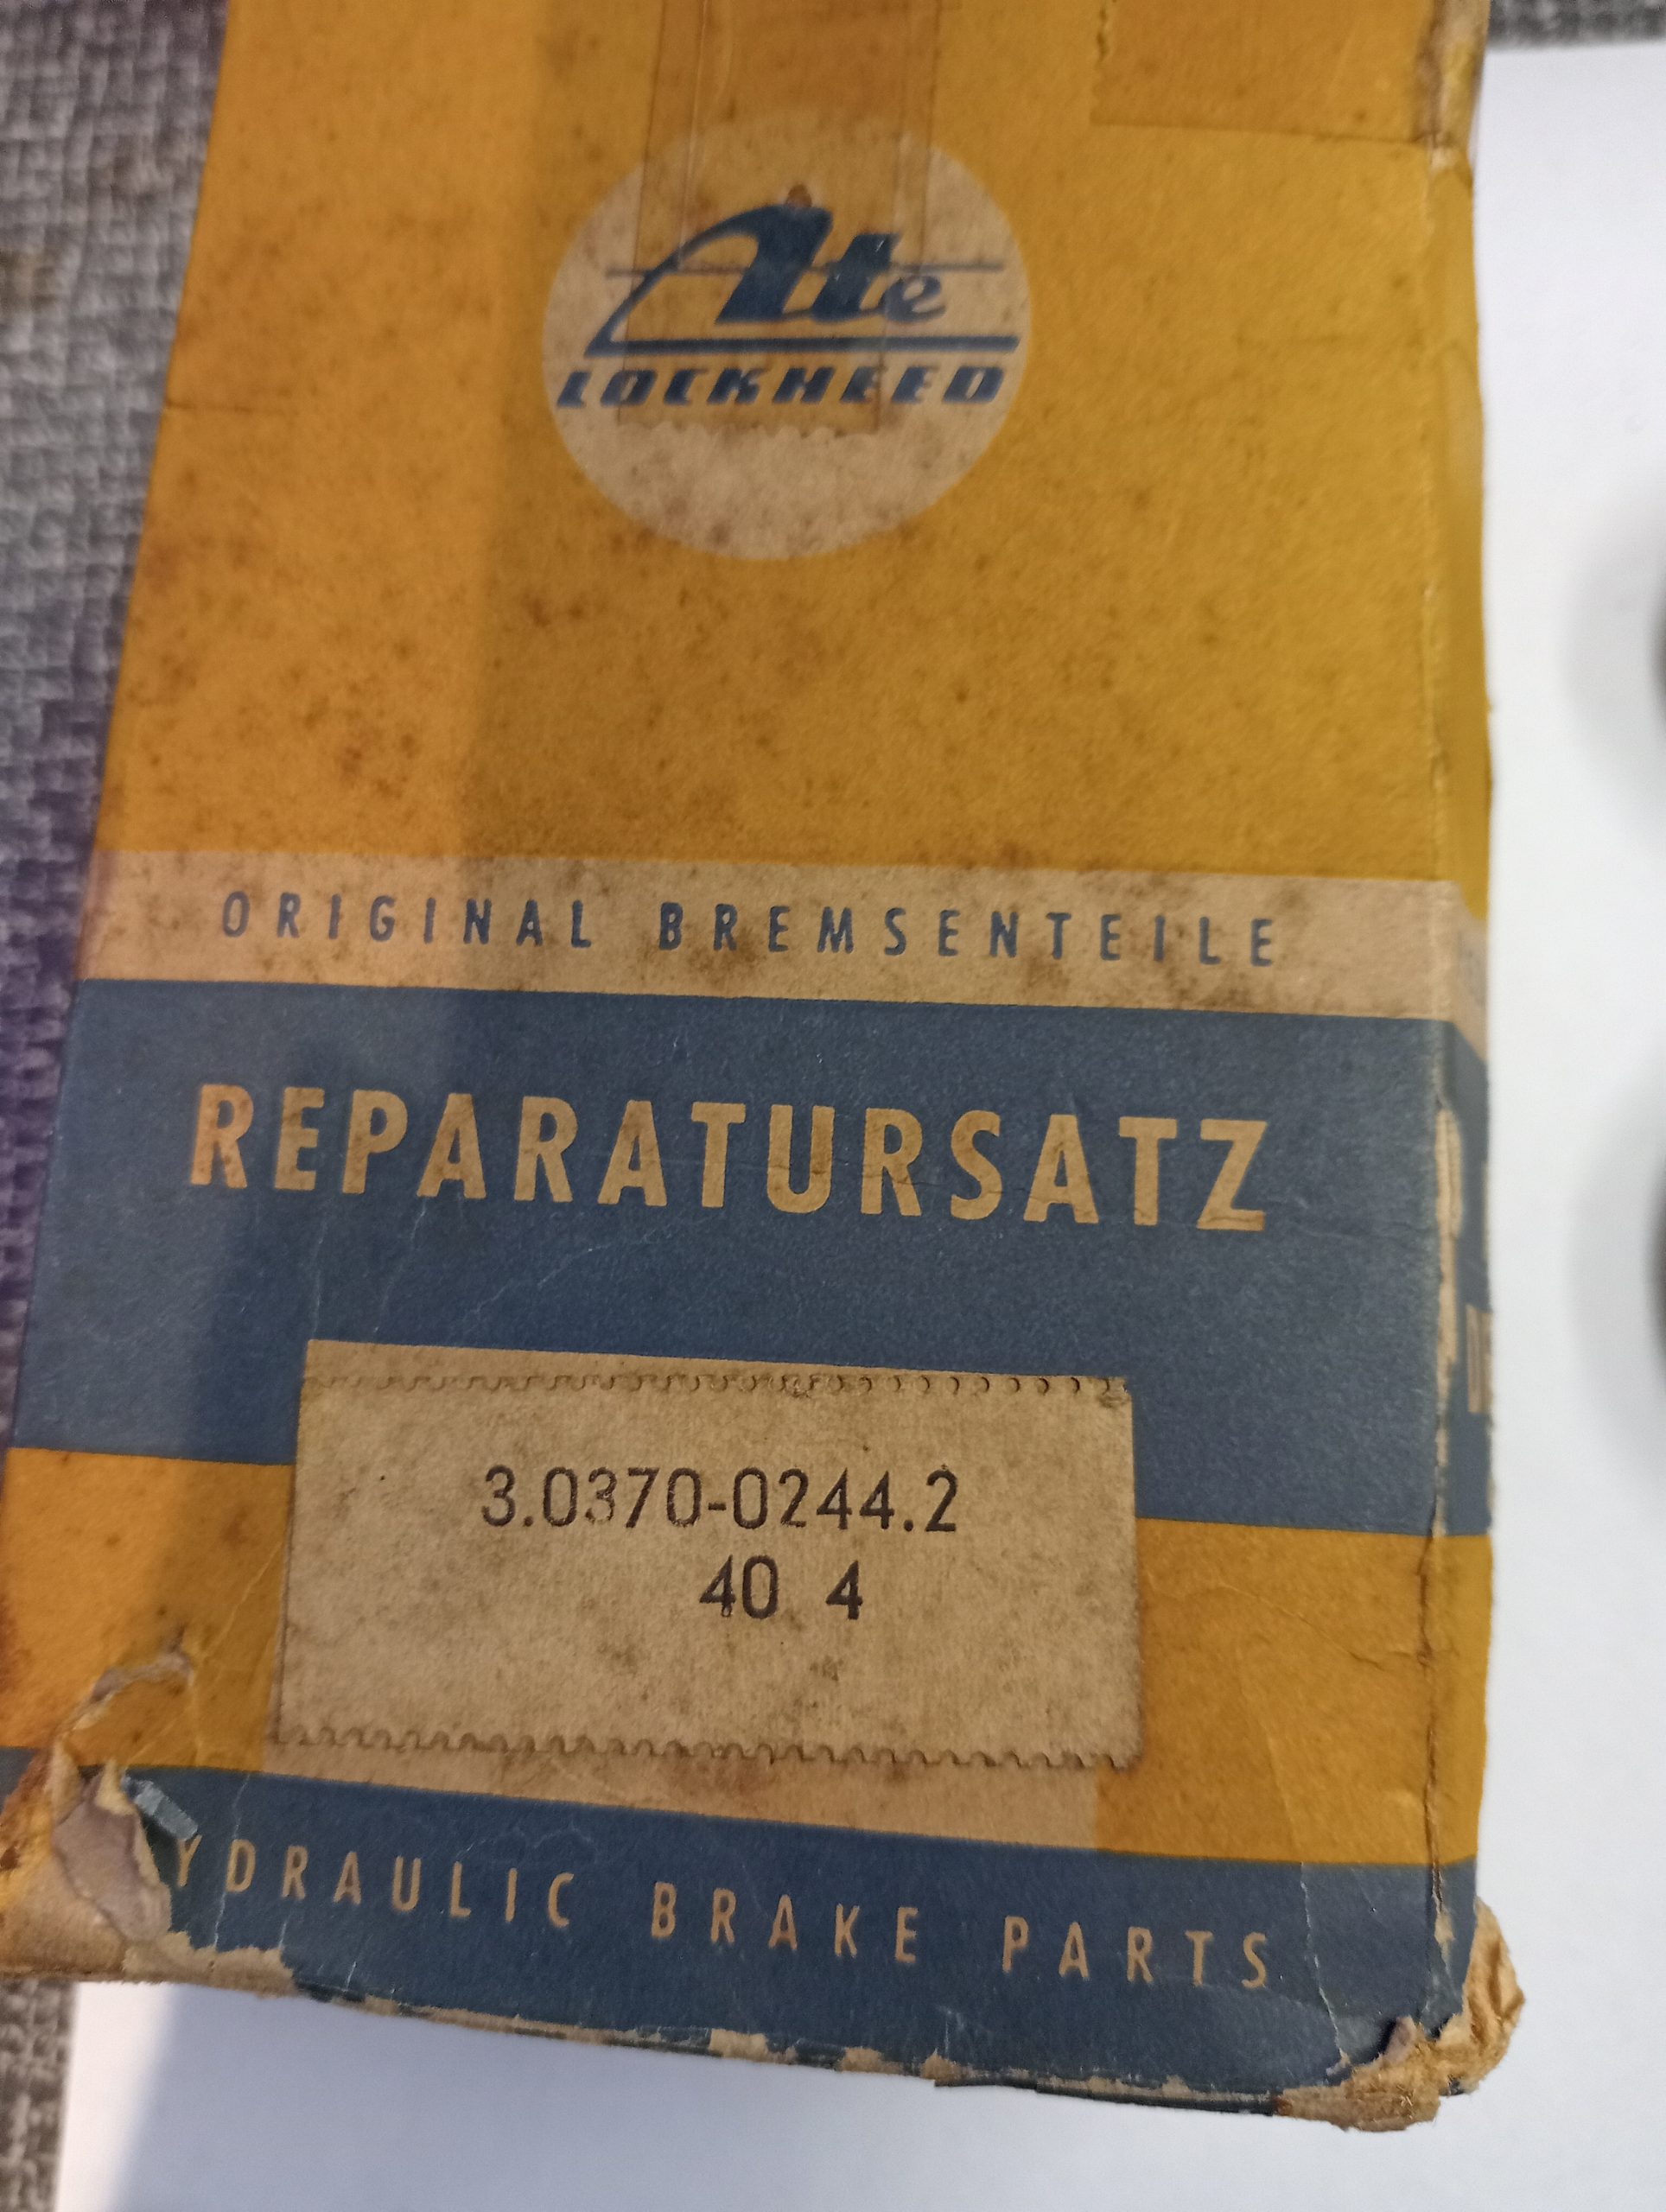 Ate
LOCKHEED
ORIGINAL BREMSENTEILE
REPARATURSATZ
3.0370-0244.2
40 4
YDRAULIC BRAKE PARTS